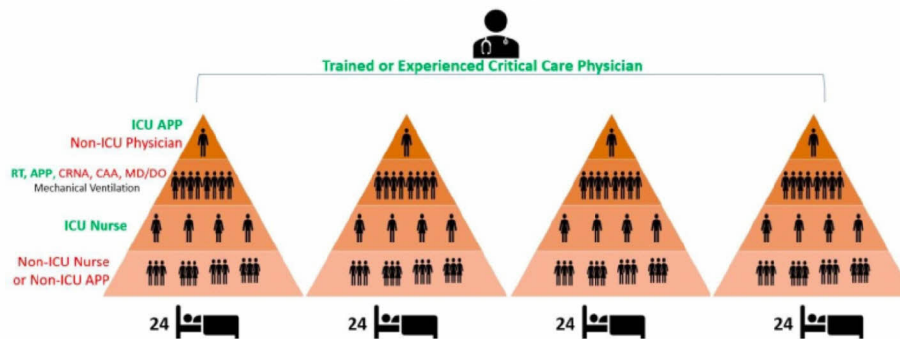 Trained or Experienced Critical Care Physician
ICU APP
Non-ICU Physician
RT, APP, CRNA, CAA, MD/DO
Mechanical Ventilation
ICU Nurse
Non-ICU Nurse
or Non-ICU APP
24
24
24
24